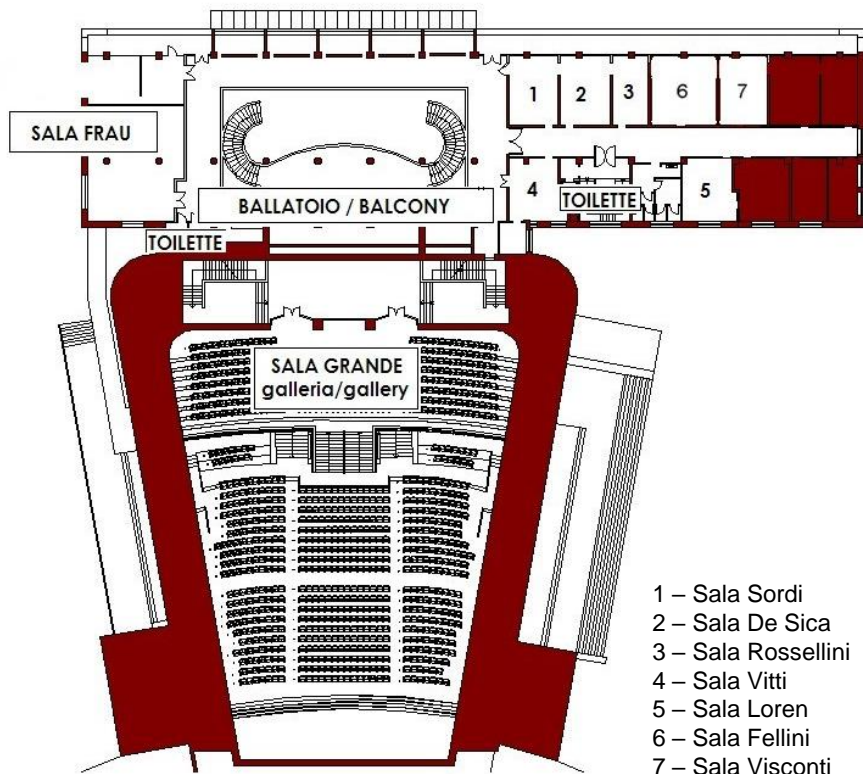 1 2 3 6 7
SALA FRAU
4 TOILETTE 5
BALLATOIO / BALCONY
TOILETTE
SALA GRANDE
galleria/gallery
1 – Sala Sordi
2 – Sala De Sica
3 – Sala Rossellini
4 – Sala Vitti
5 – Sala Loren
6 – Sala Fellini
7 – Sala Visconti